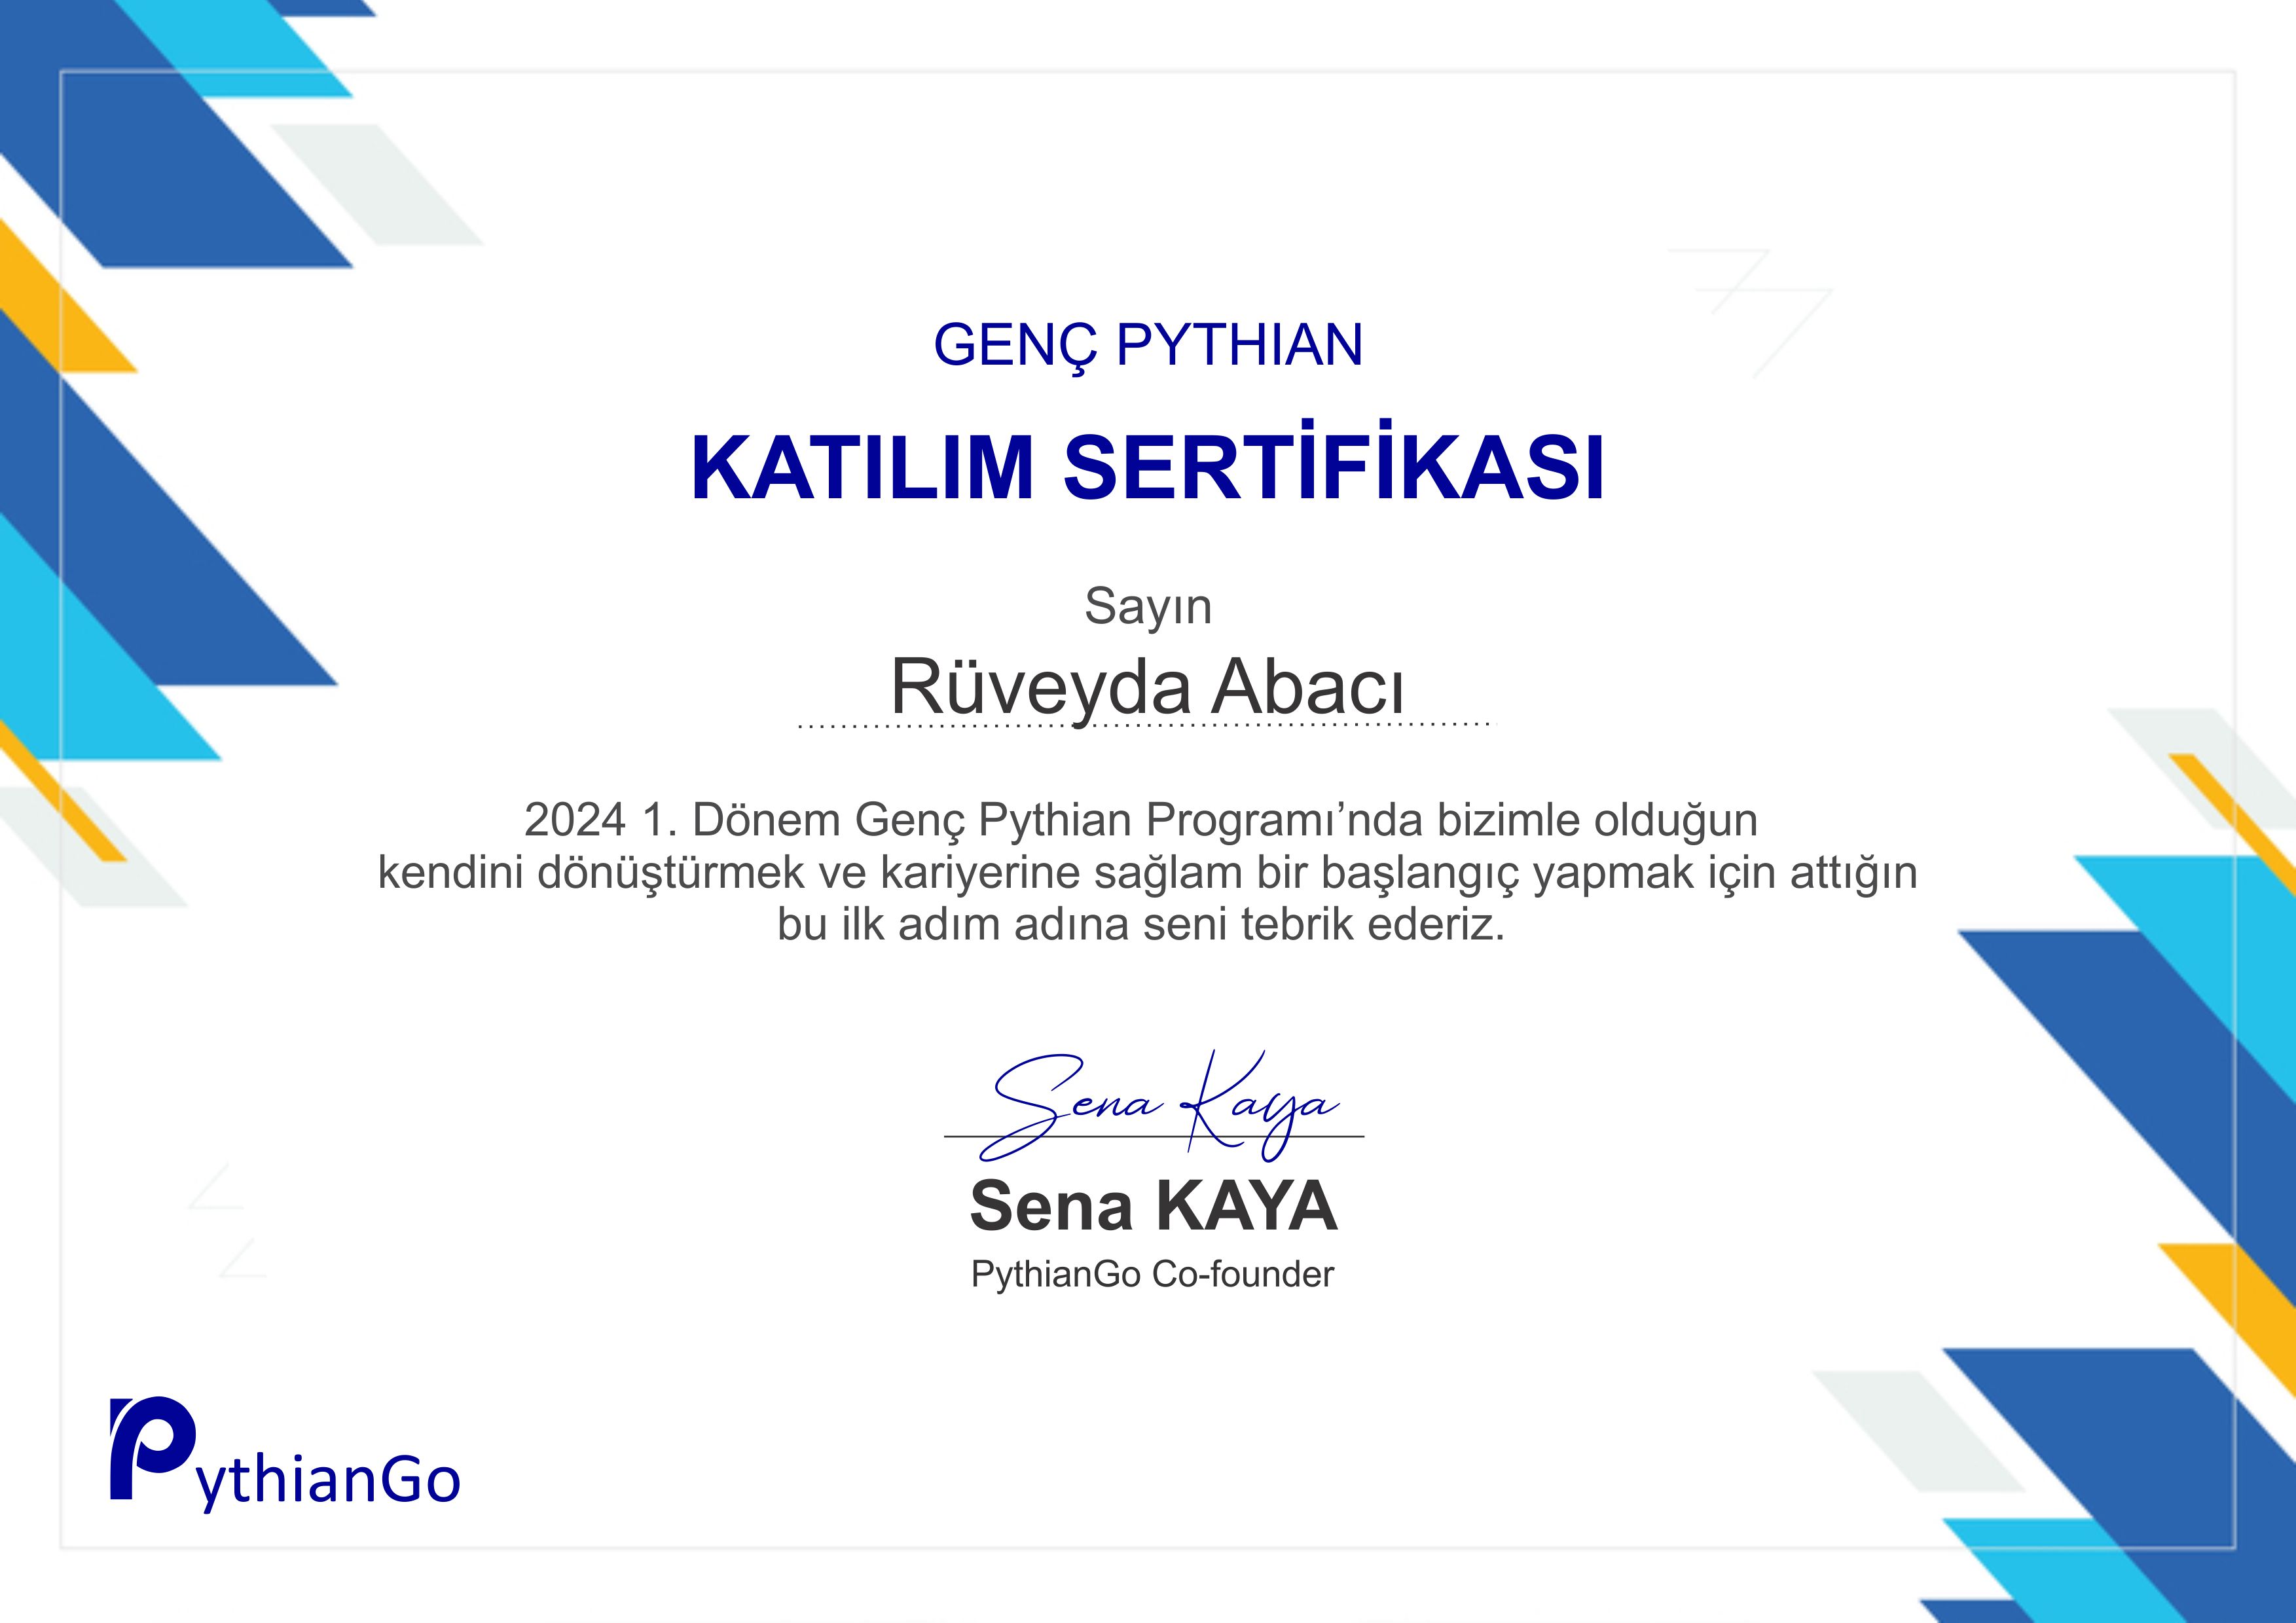 GENÇ PYTHIAN
KATILIM SERTİFİKASI
Sayın
Rüveyda Abacı
2024 1. Dönem Genç Pythian Programı’nda bizimle olduğun
kendini dönüştürmek ve kariyerine sağlam bir başlangıç yapmak için attığın
bu ilk adım adına seni tebrik ederiz.
Sena Kaya
Sena KAYA
PythianGo Co-founder
PythianGo